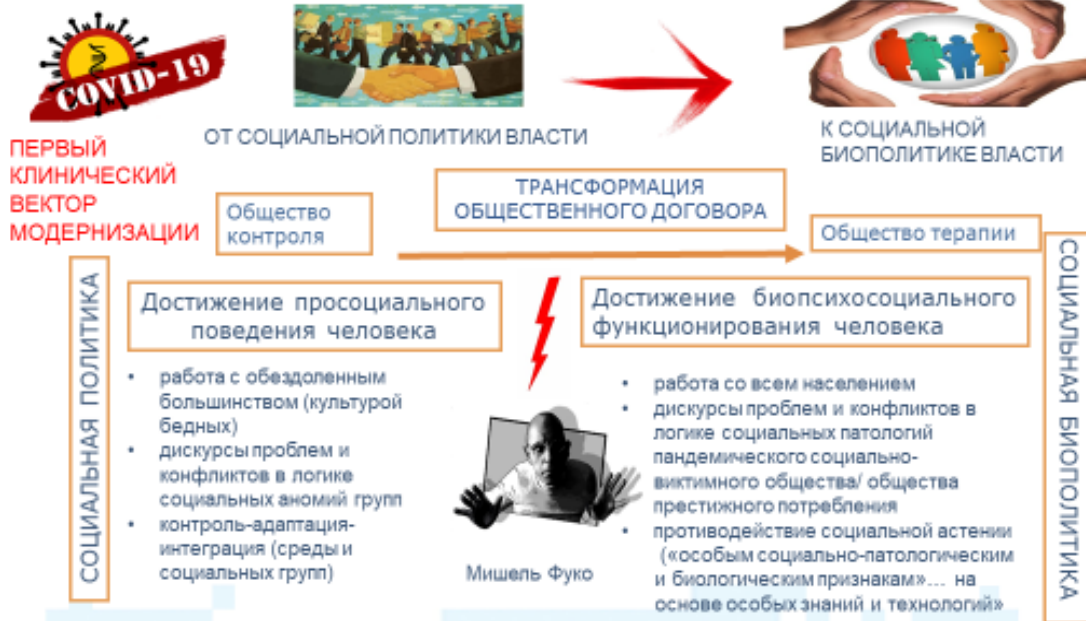 COVID-19
ПЕРВЫЙ
КЛИНИЧЕСКИЙ
ВЕКТОР
МОДЕРНИЗАЦИИ
ОТ СОЦИАЛЬНОЙ ПОЛИТИКИ ВЛАСТИ
К СОЦИАЛЬНОЙ
БИОПОЛИТИКЕ ВЛАСТИ
ТРАНСФОРМАЦИЯ
ОБЩЕСТВЕННОГО ДОГОВОРА
Общество
контроля
Общество терапии
СОЦИАЛЬНАЯ ПОЛИТИКА
Достижение просоциального
поведения человека
• работа с обездоленным
большинством (культурой
бедных)
• дискурсы проблем и
конфликтов в логике
социальных аномий групп
• контроль-адаптация-
интеграция (среды и
социальных групп)
Мишель Фуко
Достижение биопсихосоциального
функционирования человека
• работа со всем населением
• дискурсы проблем и конфликтов в
логике социальных патологий
пандемического социально-
виктимного общества/ общества
престижного потребления
• противодействие социальной астении
(«особым социально-патологическим
и биологическим признакам»... на
основе особых знаний и технологий»
СОЦИАЛЬНАЯ БИОПОЛИТИКА